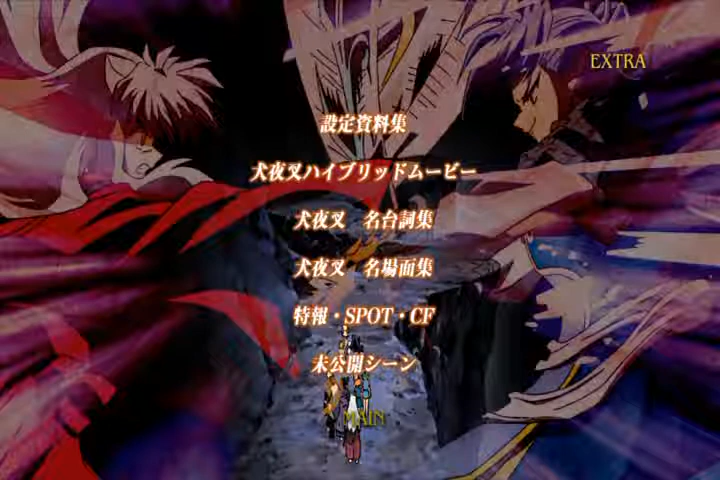 EXTRA
設定資料集
犬夜叉ハイブリッドムービー
犬夜叉　名台詞集
犬夜叉　名場面集
特報・SPOT・CF
未公開シーン
MAIN